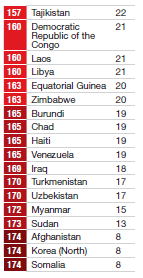 157 Tajikistan 22
160 Democratic 21
Republic of the
Congo
160 Laos 21
160 Libya 21
163 Equatorial Guinea 20
163 Zimbabwe 20
165 Burundi 19
165 Chad 19
165 Haiti 19
165 Venezuela 19
169 Iraq 18
170 Turkmenistan 17
170 Uzbekistan 17
172 Myanmar 15
173 Sudan 13
174 Afghanistan 8
174 Korea (North) 8
174 Somalia 8